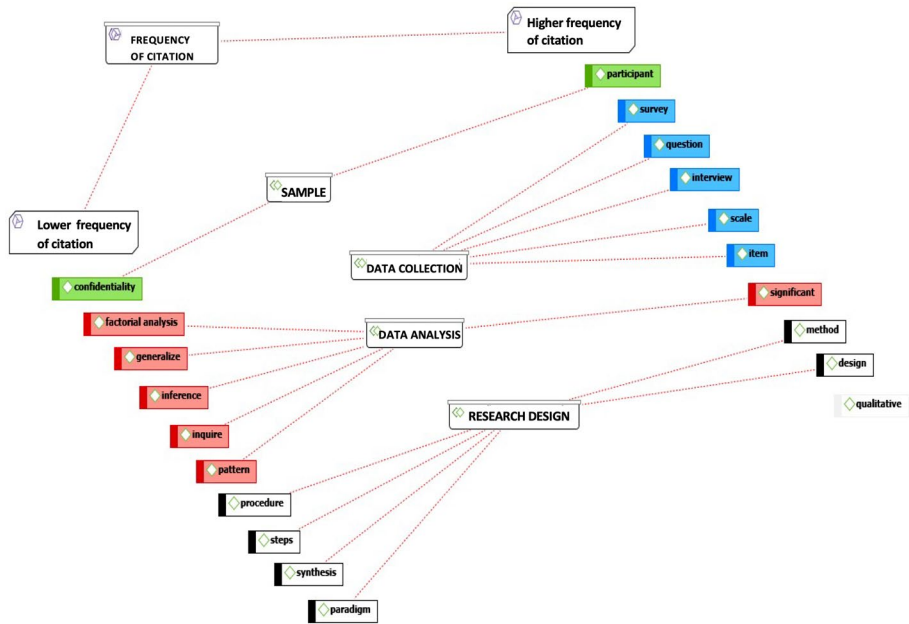 FREQUENCY
OF CITATION
Higher frequency
of citation
participant
survey
question
SAMPLE
interview
Lower frequency
of citation
scale
DATA COLLECTION
item
confidentiality
significant
factorial analysis
DATA ANALYSIS
method
generalize
design
inference
qualitative
RESEARCH DESIGN
inquire
pattern
procedure
steps
synthesis
paradigm